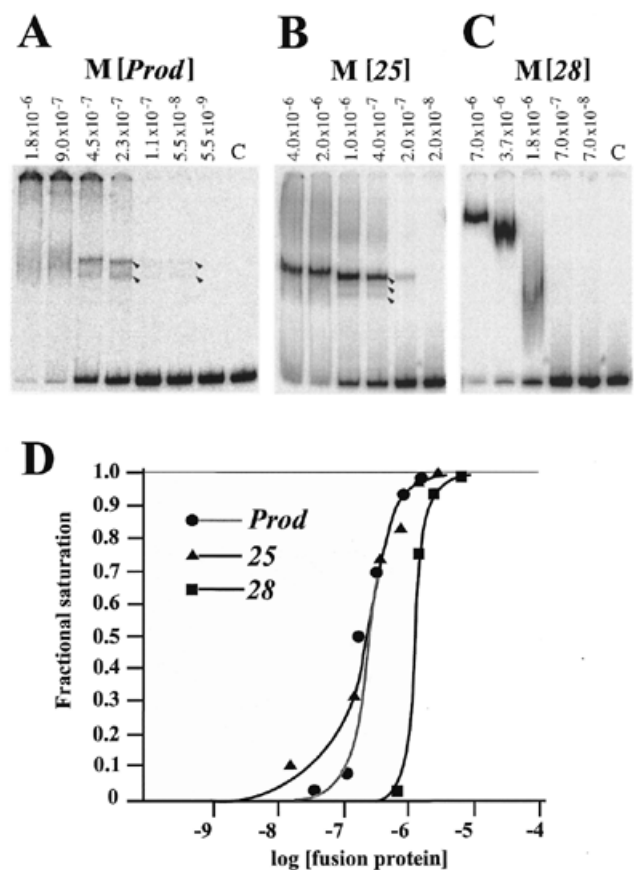 A
M [Prod]
1.8x10⁻⁶
9.0x10⁻⁷
4.5x10⁻⁷
2.3x10⁻⁷
1.1x10⁻⁷
5.5x10⁻⁸
5.5x10⁻⁹
C
B
M [25]
4.0x10⁻⁶
2.0x10⁻⁶
1.0x10⁻⁶
4.0x10⁻⁷
2.0x10⁻⁷
2.0x10⁻⁸
C
M [28]
7.0x10⁻⁶
3.7x10⁻⁶
1.8x10⁻⁶
7.0x10⁻⁷
7.0x10⁻⁸
C
D
Fractional saturation
1.0
0.9
0.8
0.7
0.6
0.5
0.4
0.3
0.2
0.1
0
Prod
25
28
-9 -8 -7 -6 -5 -4
log [fusion protein]